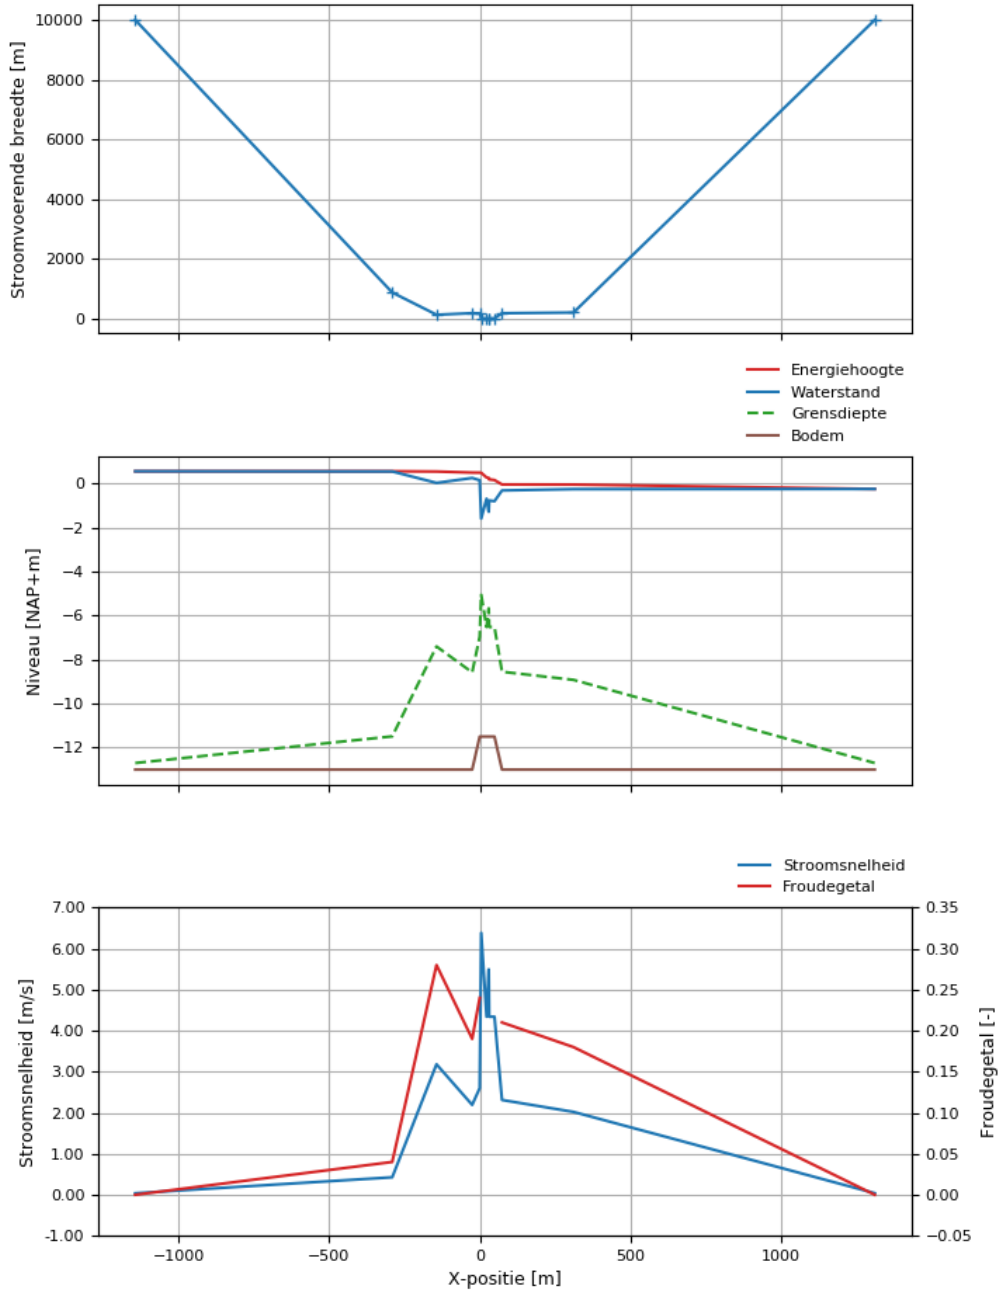 Stroomvoerende breedte [m]
10000
8000
6000
4000
2000
0
Energiehoogte
Waterstand
Grensdiepte
Bodem
Niveau [NAP+m]
0
−2
−4
−6
−8
−10
−12
Stroomsnelheid
Froudegetal
Stroomsnelheid [m/s]
7.00
6.00
5.00
4.00
3.00
2.00
1.00
0.00
-1.00
0.35
0.30
0.25
0.20
0.15
0.10
0.05
0.00
−0.05
Froudegetal [-]
−1000 −500 0 500 1000
X-positie [m]